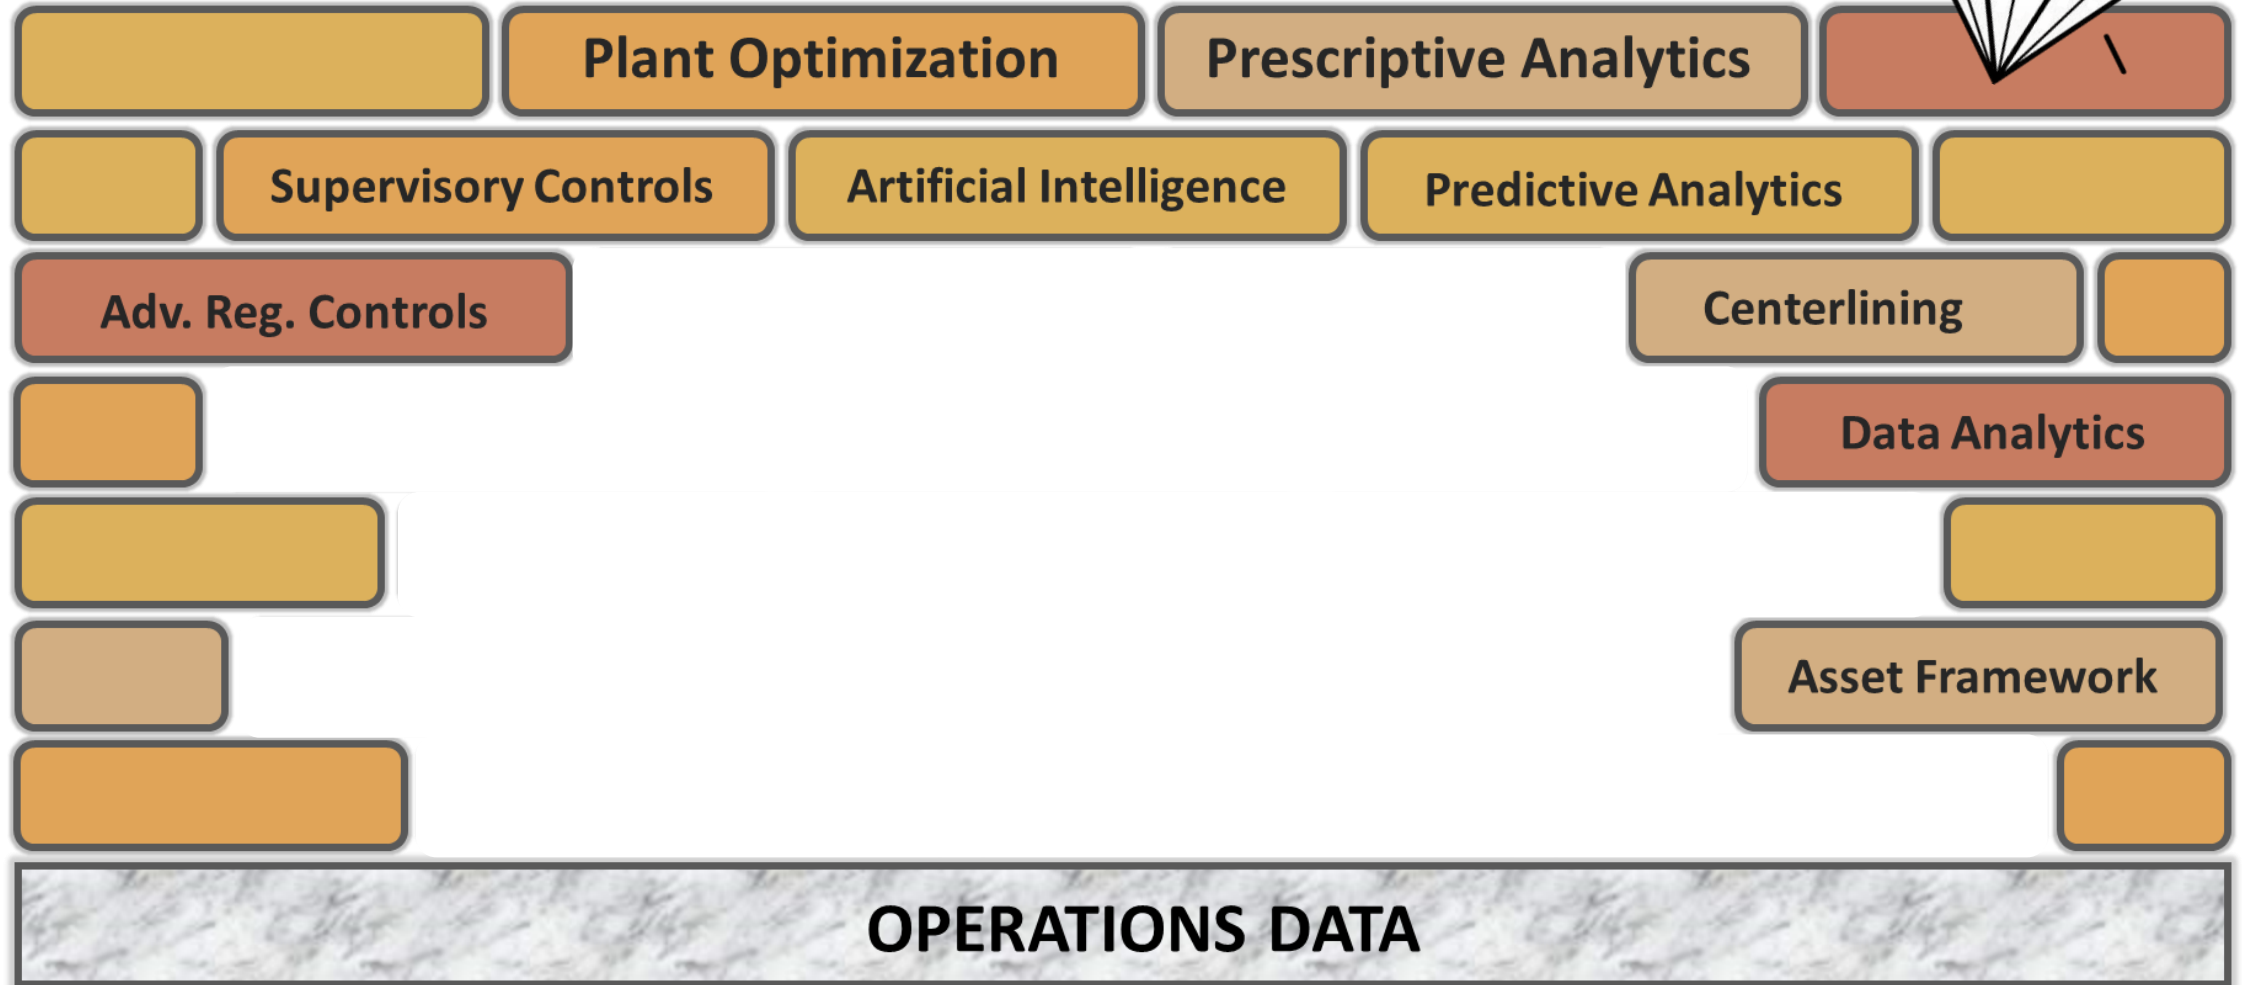 Plant Optimization
Prescriptive Analytics
Supervisory Controls
Artificial Intelligence
Predictive Analytics
Adv. Reg. Controls
Centerlining
Data Analytics
Asset Framework
OPERATIONS DATA